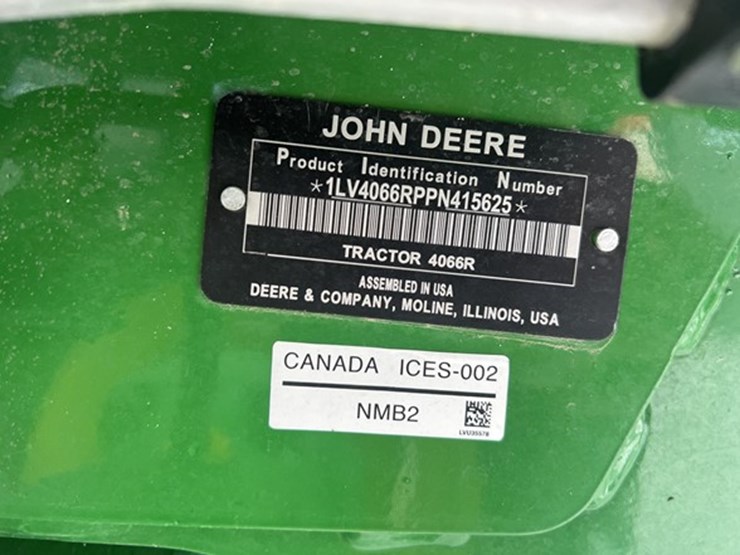 JOHN DEERE
Product Identification Number
*1LV4066RPPN415625*
TRACTOR 4066R
ASSEMBLED IN USA
DEERE & COMPANY, MOLINE, ILLINOIS, USA
CANADA ICES-002
NMB2
LVU35578